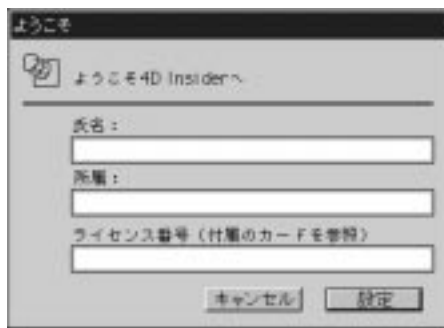 ようこそ
ようこそ4D Insiderへ
氏名：
所属：
ライセンス番号（付属のカードを参照）
キャンセル
設定